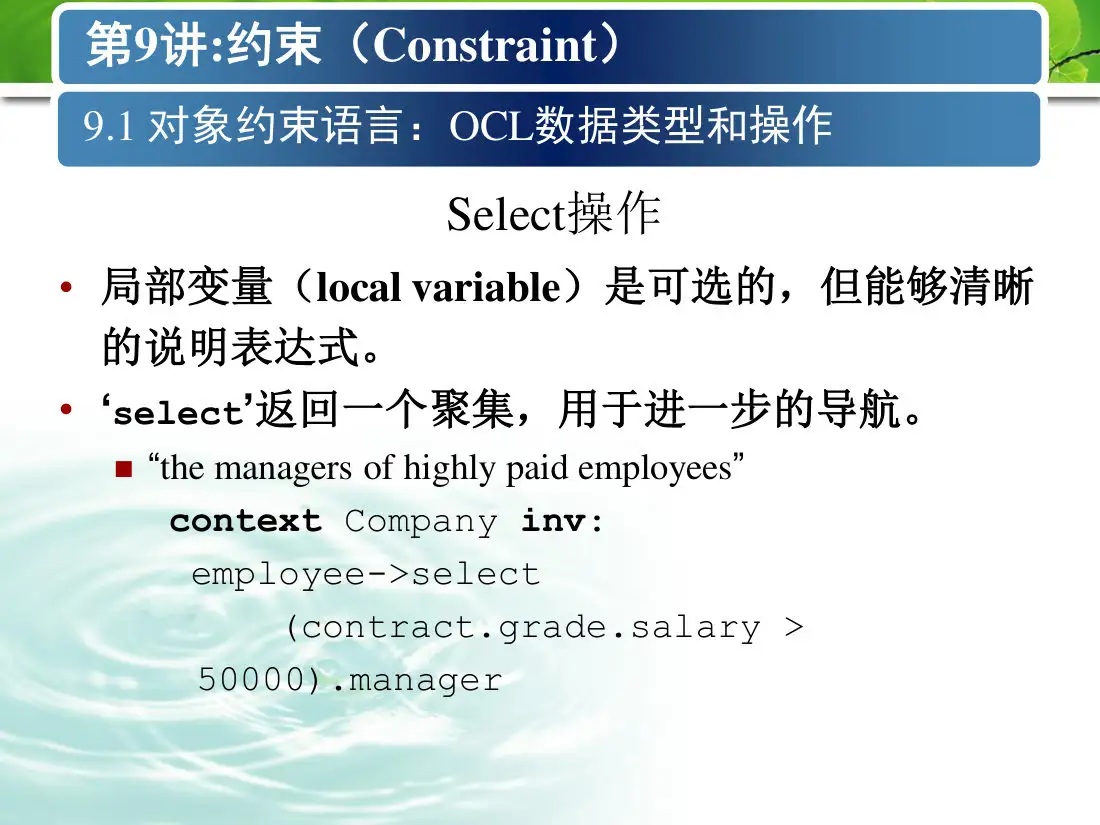 第9讲:约束（Constraint）
9.1 对象约束语言：OCL数据类型和操作
Select操作
• 局部变量（local variable）是可选的，但能够清晰
的说明表达式。
• ‘select’返回一个聚集，用于进一步的导航。
■ “the managers of highly paid employees”
context Company inv:
employee->select
(contract.grade.salary >
50000).manager